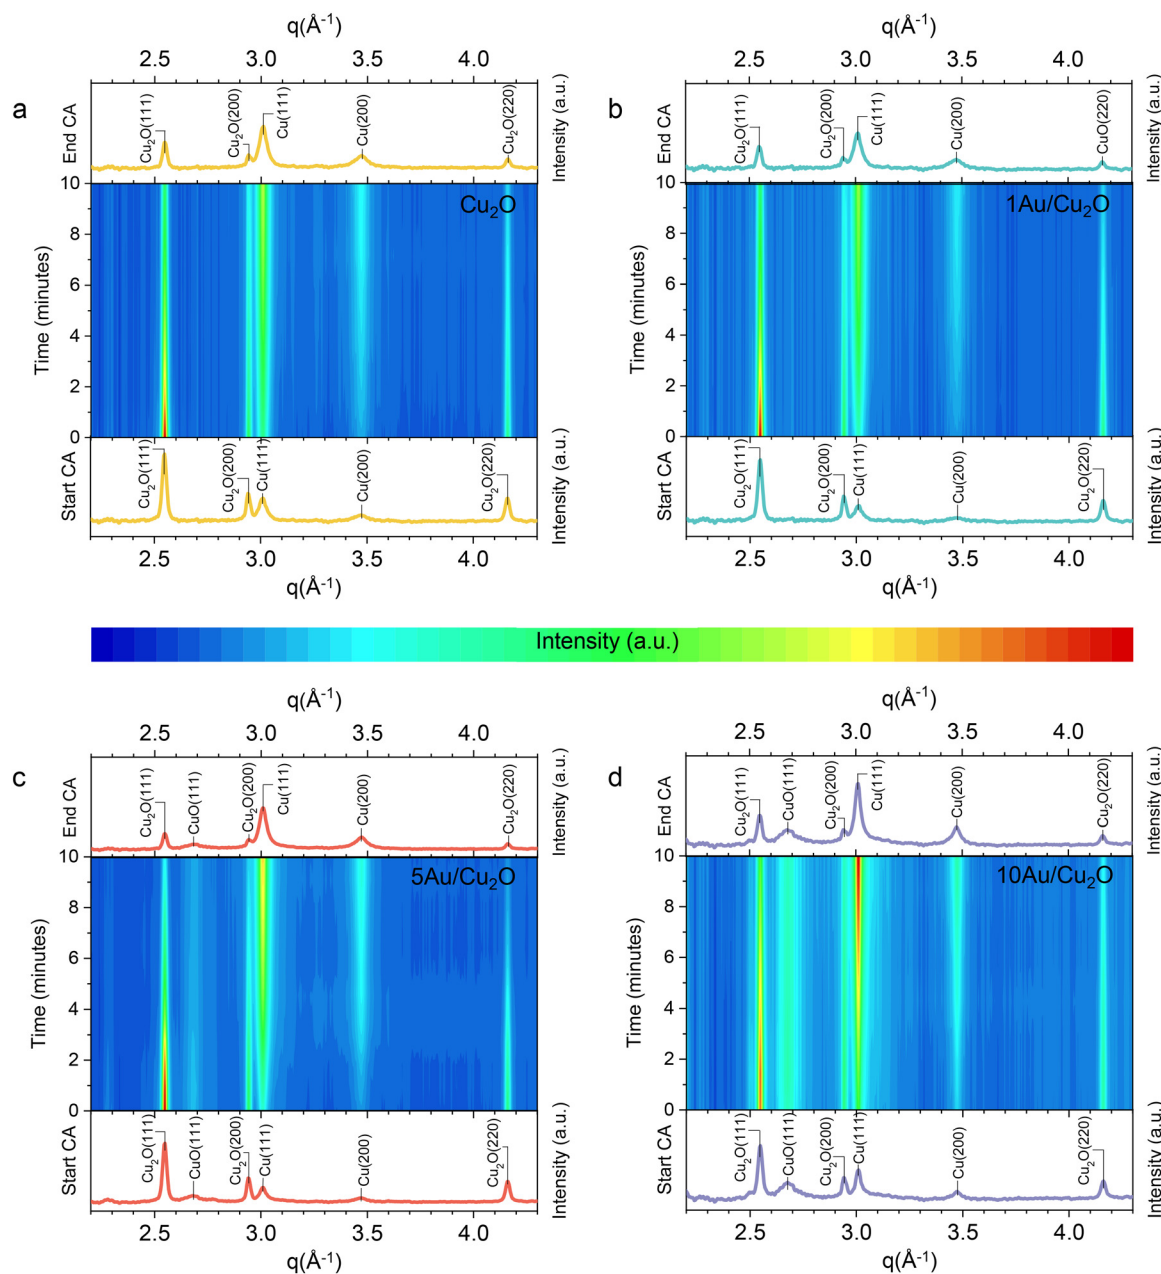 q(Å⁻¹)
2.5 3.0 3.5 4.0
a
End CA
Cu₂O(111)
Cu₂O(200)
Cu(111)
Cu(200)
Cu₂O(220)
Intensity (a.u.)
Cu₂O
Time (minutes)
10
8
6
4
2
0
Start CA
Cu₂O(111)
Cu₂O(200)
Cu(111)
Cu(200)
Cu₂O(220)
Intensity (a.u.)
2.5 3.0 3.5 4.0
q(Å⁻¹)
q(Å⁻¹)
2.5 3.0 3.5 4.0
b
End CA
Cu₂O(111)
Cu₂O(200)
Cu(111)
Cu(200)
CuO(220)
Intensity (a.u.)
1Au/Cu₂O
Time (minutes)
10
8
6
4
2
0
Start CA
Cu₂O(111)
Cu₂O(200)
Cu(111)
Cu(200)
Cu₂O(220)
Intensity (a.u.)
2.5 3.0 3.5 4.0
q(Å⁻¹)
Intensity (a.u.)
q(Å⁻¹)
2.5 3.0 3.5 4.0
c
End CA
Cu₂O(111)
CuO(111)
Cu₂O(200)
Cu(111)
Cu(200)
Cu₂O(220)
Intensity (a.u.)
5Au/Cu₂O
Time (minutes)
10
8
6
4
2
0
Start CA
Cu₂O(111)
CuO(111)
Cu₂O(200)
Cu(111)
Cu(200)
Cu₂O(220)
Intensity (a.u.)
2.5 3.0 3.5 4.0
q(Å⁻¹)
q(Å⁻¹)
2.5 3.0 3.5 4.0
d
End CA
Cu₂O(111)
CuO(111)
Cu₂O(200)
Cu(111)
Cu(200)
Cu₂O(220)
Intensity (a.u.)
10Au/Cu₂O
Time (minutes)
10
8
6
4
2
0
Start CA
Cu₂O(111)
CuO(111)
Cu₂O(200)
Cu(111)
Cu(200)
Cu₂O(220)
Intensity (a.u.)
2.5 3.0 3.5 4.0
q(Å⁻¹)